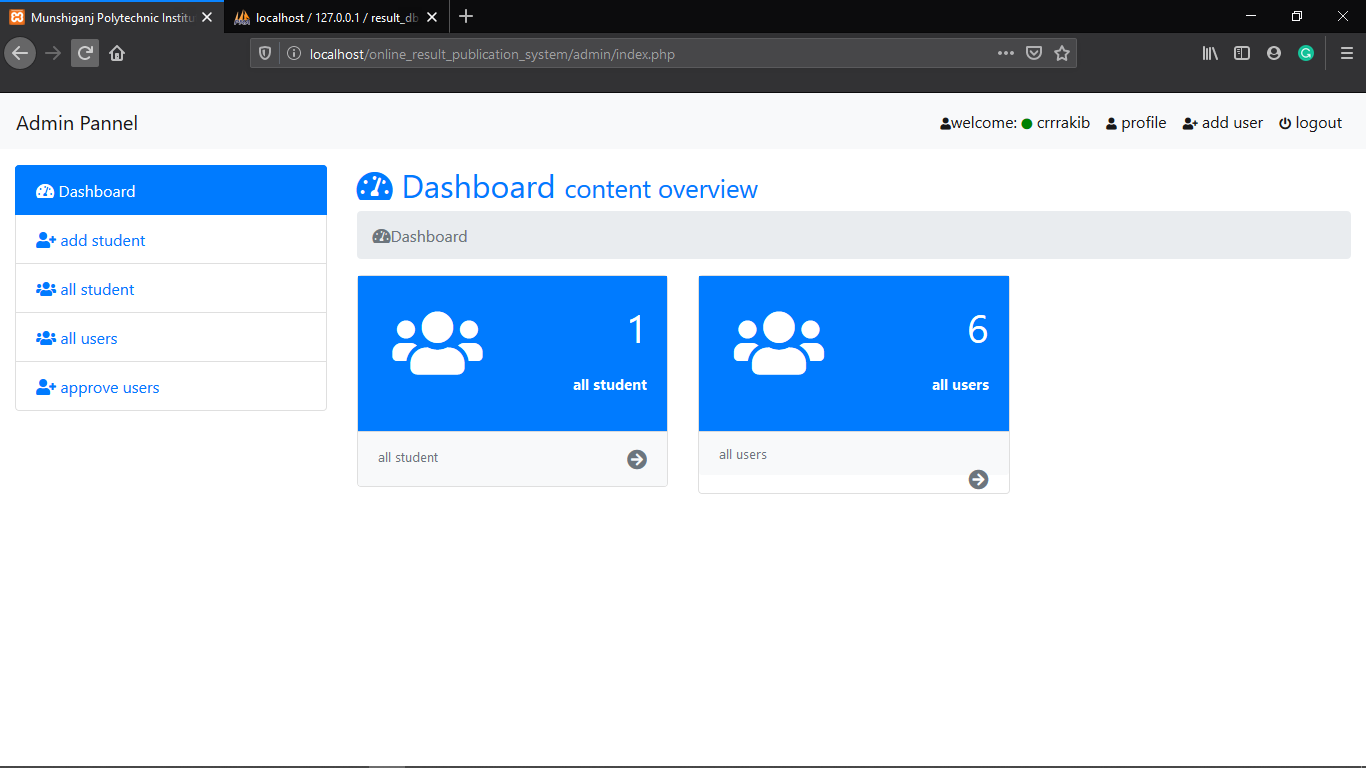 Munshiganj Polytechnic Institu
localhost / 127.0.0.1 / result_db
localhost/online_result_publication_system/admin/index.php
Admin Pannel
welcome: crrrakib profile add user logout
Dashboard
add student
all student
all users
approve users
Dashboard content overview
Dashboard
1
all student
all student
6
all users
all users